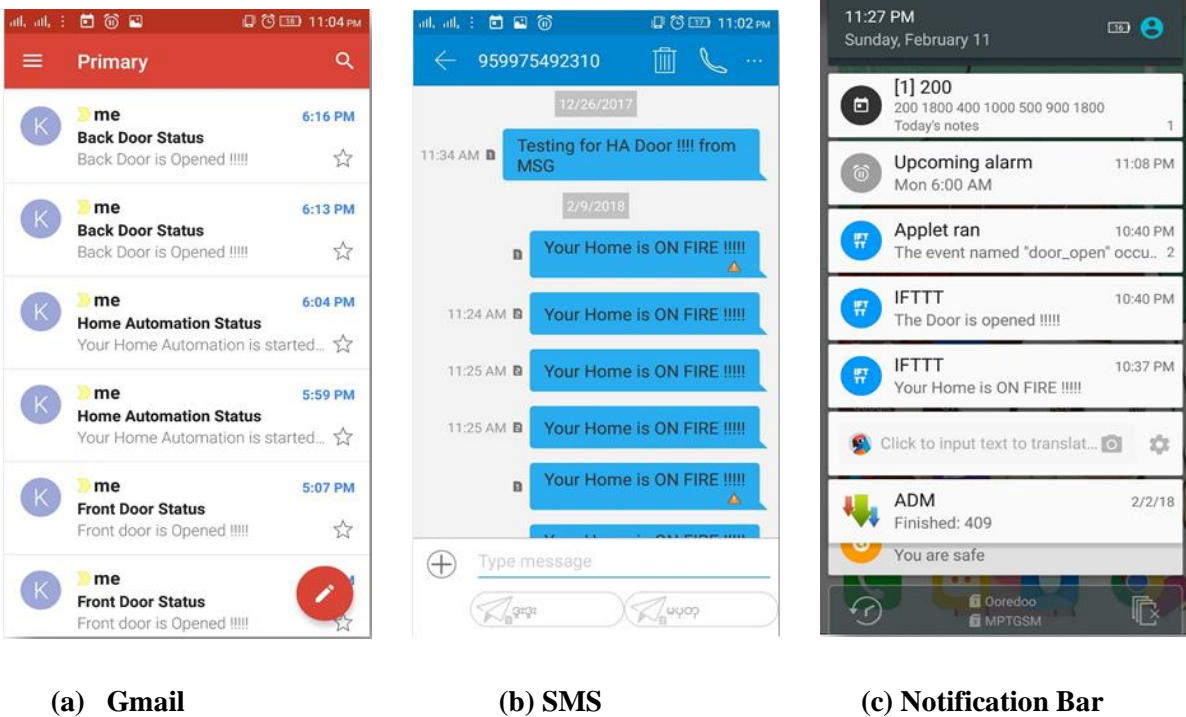 18 11:04 PM
Primary
K
me
6:16 PM
Back Door Status
Back Door is Opened !!!!!
K
me
6:13 PM
Back Door Status
Back Door is Opened !!!!!
K
me
6:04 PM
Home Automation Status
Your Home Automation is started...
K
me
5:59 PM
Home Automation Status
Your Home Automation is started...
K
me
5:07 PM
Front Door Status
Front door is Opened !!!!!
K
me
Front Door Status
Front door is Opened !!!!!
(a) Gmail
17 11:02 PM
959975492310
12/26/2017
11:34 AM
Testing for HA Door !!!! from
MSG
2/9/2018
Your Home is ON FIRE !!!!!
11:24 AM Your Home is ON FIRE !!!!!
11:25 AM Your Home is ON FIRE !!!!!
11:25 AM Your Home is ON FIRE !!!!!
Your Home is ON FIRE !!!!!
Type message
(b) SMS
11:27 PM
16
Sunday, February 11
[1] 200
200 1800 400 1000 500 900 1800
Today's notes 1
Upcoming alarm 11:08 PM
Mon 6:00 AM
IFTTT
Applet ran 10:40 PM
The event named "door_open" occu.. 2
IFTTT
IFTTT 10:40 PM
The Door is opened !!!!!
IFTTT
IFTTT 10:37 PM
Your Home is ON FIRE !!!!!
Click to input text to translat...
ADM 2/2/18
Finished: 409
You are safe
Ooredoo
MPTGSM
(c) Notification Bar